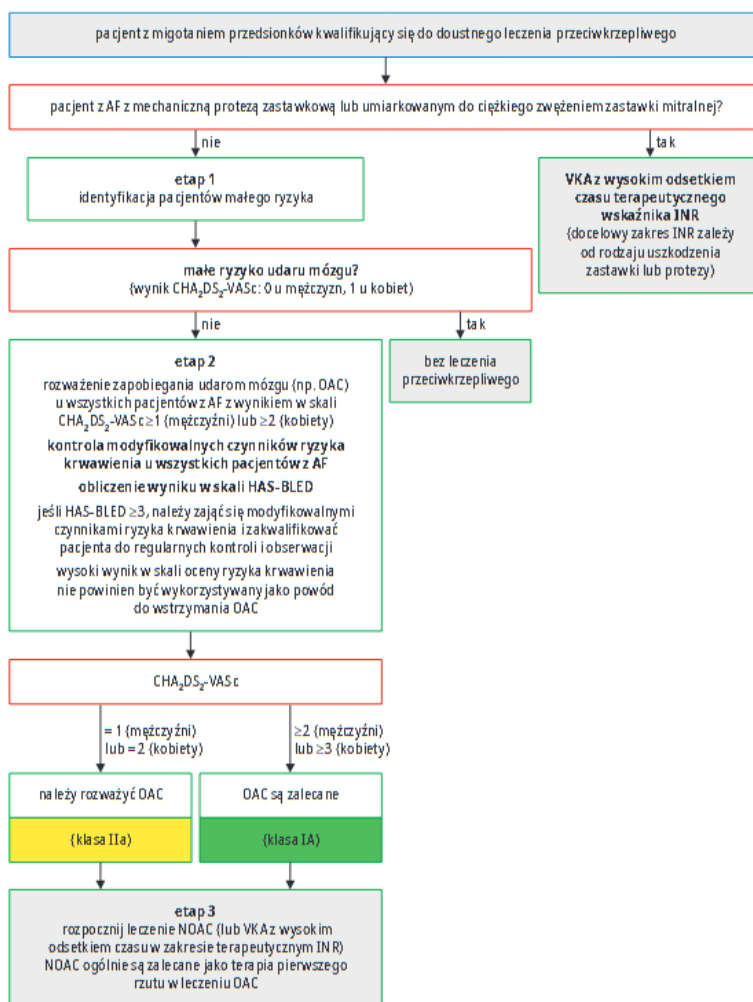 pacjent z migotaniem przedsionków kwalifikujący się do doustnego leczenia przeciwkrzepliwego
pacjent z AF z mechaniczną protezą zastawkową lub umiarkowanym do ciężkiego zwężeniem zastawki mitralnej?
nie
tak
etap 1
identyfikacja pacjentów małego ryzyka
VKA z wysokim odsetkiem
czasu terapeutycznego
wskaźnika INR
(docelowy zakres INR zależy
od rodzaju uszkodzenia
zastawki lub protezy)
małe ryzyko udaru mózgu?
(wynik CHA₂DS₂-VASc: 0 u mężczyzn, 1 u kobiet)
nie
tak
bez leczenia
przeciwkrzepliwego
etap 2
rozważenie zapobiegania udarom mózgu (np. OAC)
u wszystkich pacjentów z AF z wynikiem w skali
CHA₂DS₂-VASc ≥1 (mężczyźni) lub ≥2 (kobiety)
kontrola modyfikowalnych czynników ryzyka
krwawienia u wszystkich pacjentów z AF
obliczenie wyniku w skali HAS-BLED
jeśli HAS-BLED ≥3, należy zająć się modyfikowalnymi
czynnikami ryzyka krwawienia i zakwalifikować
pacjenta do regularnych kontroli i obserwacji
wysoki wynik w skali oceny ryzyka krwawienia
nie powinien być wykorzystywany jako powód
do wstrzymania OAC
CHA₂DS₂-VASc
= 1 (mężczyźni)
lub = 2 (kobiety)
≥2 (mężczyźni)
lub ≥3 (kobiety)
należy rozważyć OAC
(klasa IIa)
OAC są zalecane
(klasa IA)
etap 3
rozpocznij leczenie NOAC (lub VKA z wysokim
odsetkiem czasu w zakresie terapeutycznym INR)
NOAC ogólnie są zalecane jako terapia pierwszego
rzutu w leczeniu OAC